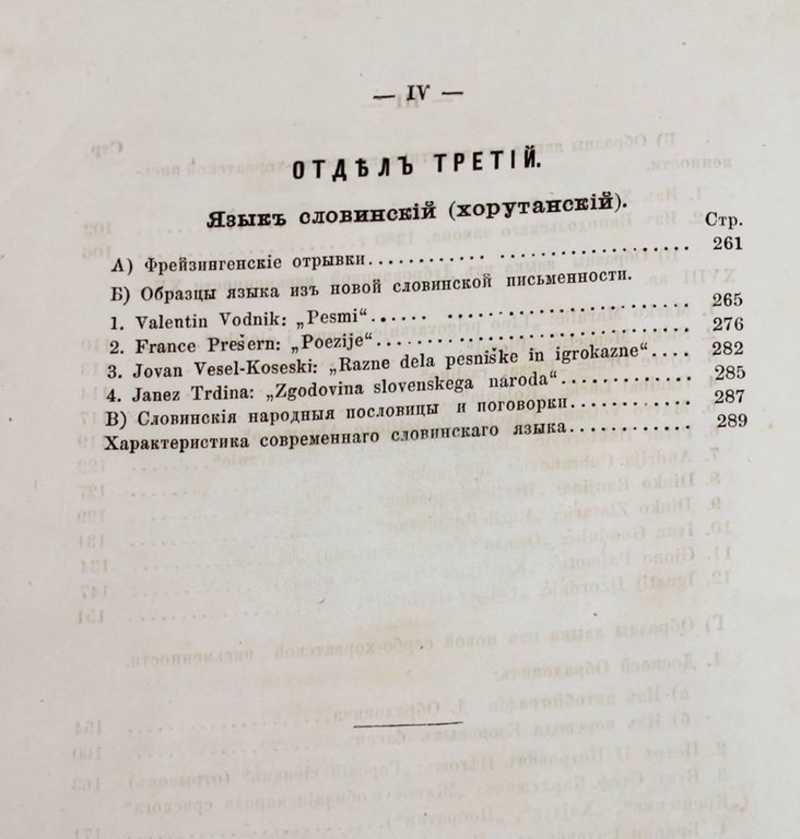 — IV —
ОТДѢЛЪ ТРЕТІЙ.
Языкъ словинскій (хорутанскій).
Стр.
А) Фрейзингенскіе отрывки 261
Б) Образцы языка изъ новой словинской письменности.
1. Valentin Vodnik: „Pesmi“ 265
2. France Prešern: „Poezije“ 276
3. Jovan Vesel-Koseski: „Razne dela pesniške in igrokazne“ 282
4. Janez Trdina: „Zgodovina slovenskega naroda“ 285
В) Словинскія народныя пословицы и поговорки 287
Характеристика современнаго словинскаго языка 289